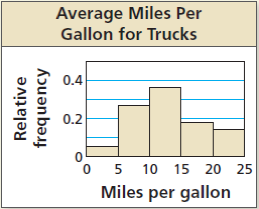 Average Miles Per
Gallon for Trucks
Relative
frequency
0.4
0.2
0
0 5 10 15 20 25
Miles per gallon